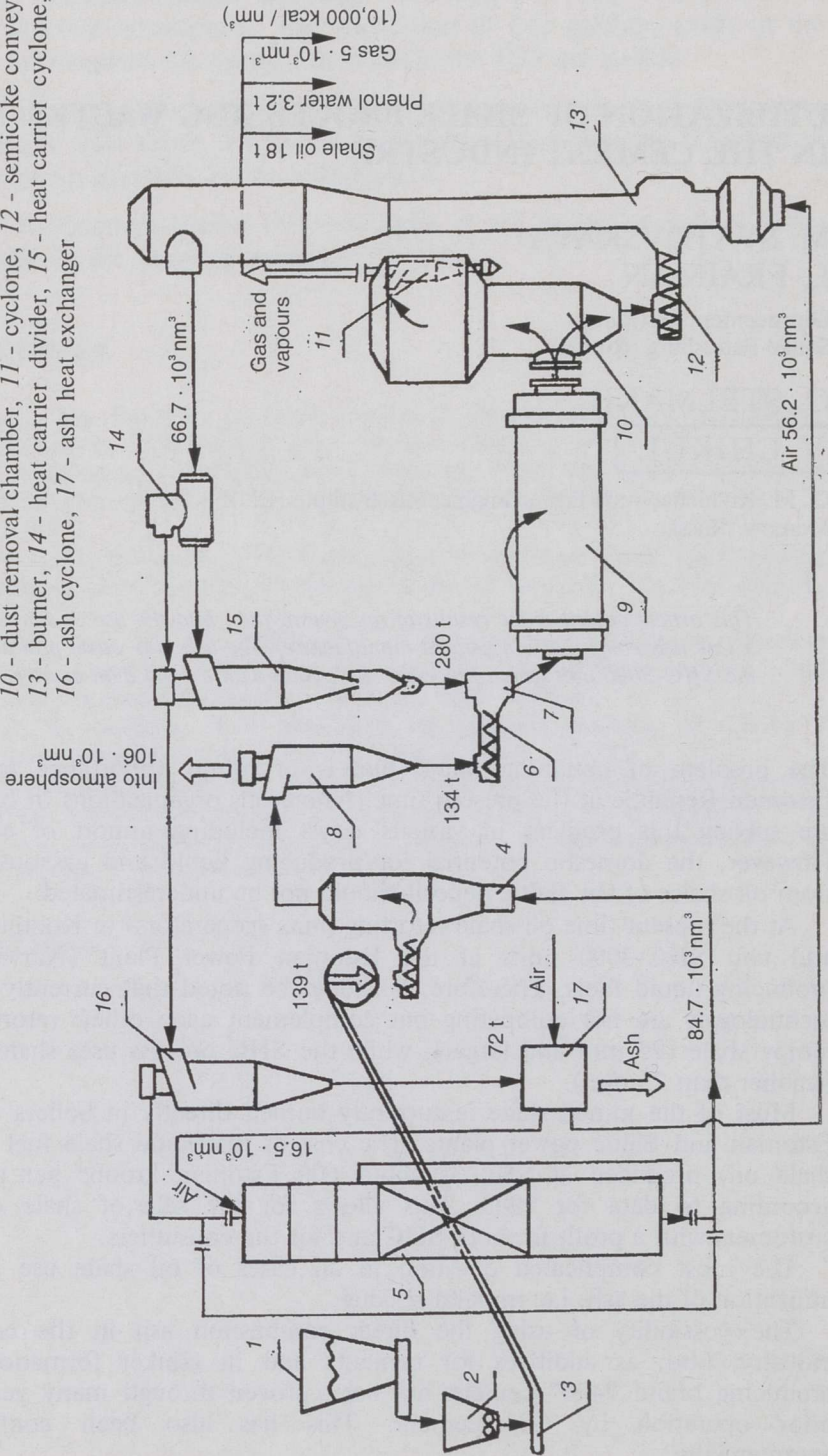 10 - dust removal chamber, 11 - cyclone, 12 - semicoke convey
13 - burner, 14 - heat carrier divider, 15 - heat carrier cyclone,
16 - ash cyclone, 17 - ash heat exchanger
Gas 5 · 10³ nm³
(10,000 kcal / nm³)
Phenol water 3.2 t
Shale oil 18 t
13
14
66.7 · 10³ nm³
Gas and
vapours
11
12
15
Into atmosphere
106 · 10³ nm³
8
280 t
134 t
7
6
10
9
Air 56.2 · 10³ nm³
16
139 t
4
Air
16.5 · 10³ nm³
72 t
Air
17
Ash
84.7 · 10³ nm³
5
1
2
3